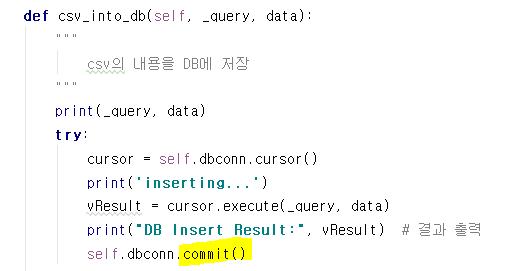 def csv_into_db(self, _query, data):
"""
csv의 내용을 DB에 저장
"""
print(_query, data)
try:
cursor = self.dbconn.cursor()
print('inserting...')
vResult = cursor.execute(_query, data)
print("DB Insert Result:", vResult)  # 결과 출력
self.dbconn.commit()